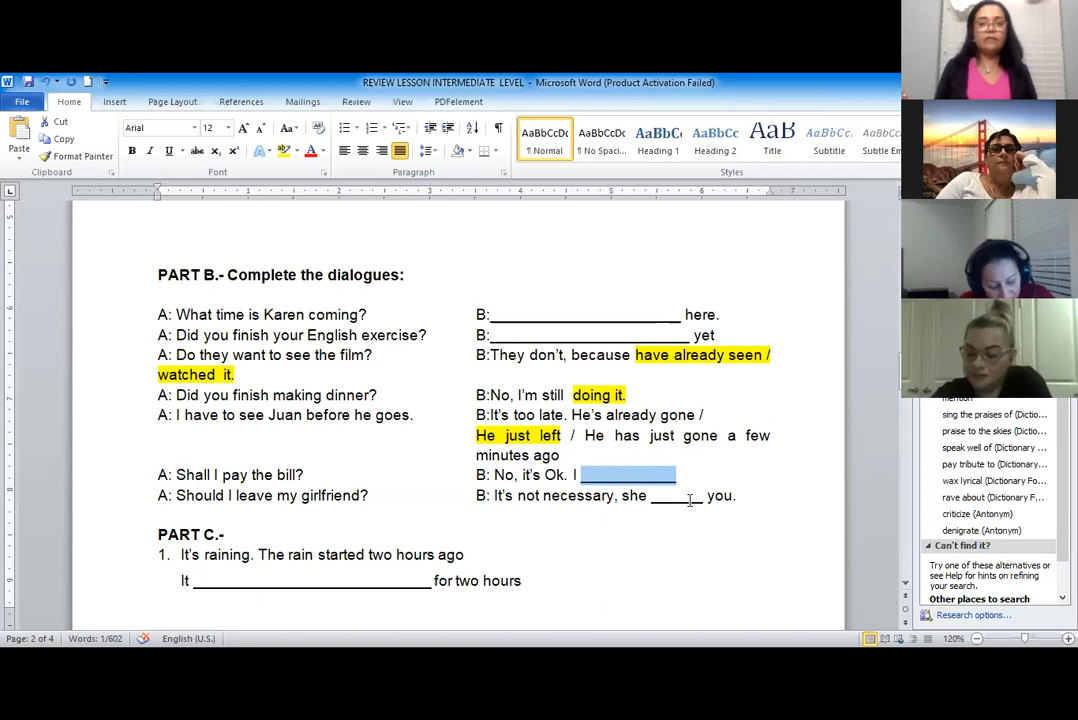 REVIEW LESSON INTERMEDIATE LEVEL - Microsoft Word (Product Activation Failed)
File Home Insert Page Layout References Mailings Review View PDFelement
Cut
Copy
Format Painter
Paste
Arial 12
B I U
AaBbCcDc AaBbCcDc AaBbC AaBbCc AaB AaBbCc. AaBbCcL
¶ Normal ¶ No Spaci... Heading 1 Heading 2 Title Subtitle Subtle Em
Clipboard Font Paragraph Styles
PART B.- Complete the dialogues:
A: What time is Karen coming? B:____________________ here.
A: Did you finish your English exercise? B:____________________ yet
A: Do they want to see the film? B:They don't, because have already seen /
watched it.
A: Did you finish making dinner? B:No, I'm still doing it.
A: I have to see Juan before he goes. B:It's too late. He's already gone /
He just left / He has just gone a few
minutes ago
A: Shall I pay the bill? B: No, it's Ok. I __________
A: Should I leave my girlfriend? B: It's not necessary, she ______ you.
PART C.-
1. It's raining. The rain started two hours ago
It _________________________ for two hours
mention
sing the praises of (Dictio...
praise to the skies (Dictio...
speak well of (Dictionary ...
pay tribute to (Dictionary ...
wax lyrical (Dictionary Fo...
rave about (Dictionary Fo...
criticize (Antonym)
denigrate (Antonym)
Can't find it?
Try one of these alternatives or
see Help for hints on refining
your search.
Other places to search
Research options...
Page: 2 of 4 Words: 1/602 English (U.S.) 120%